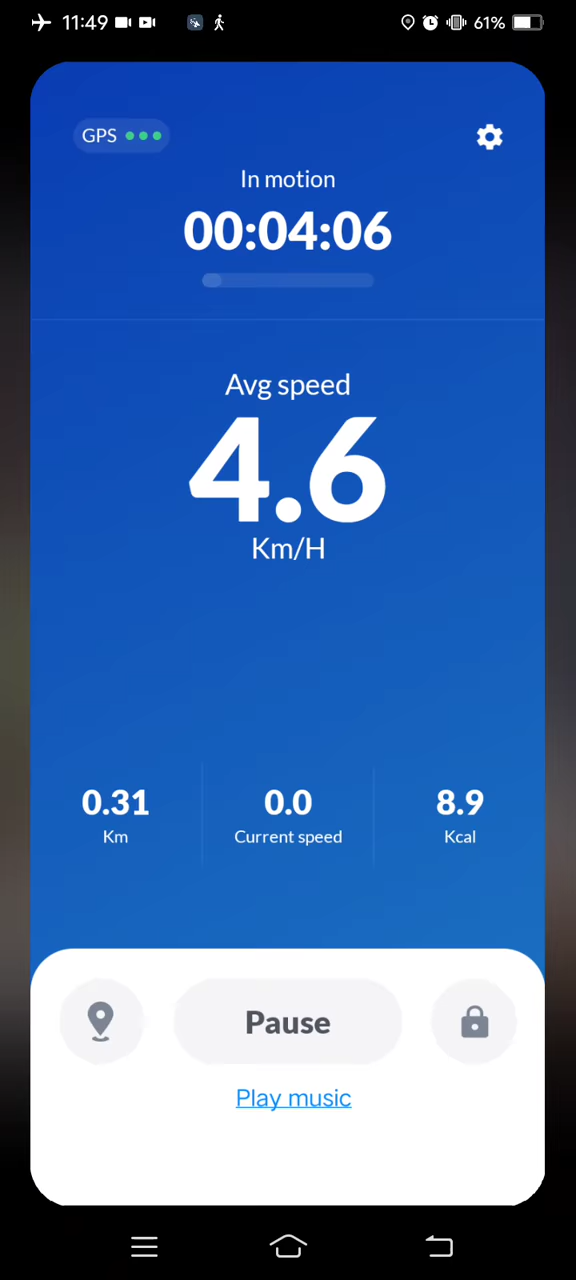 11:49
61%
GPS
In motion
00:04:06
Avg speed
4.6
Km/H
0.31
Km
0.0
Current speed
8.9
Kcal
Pause
Play music